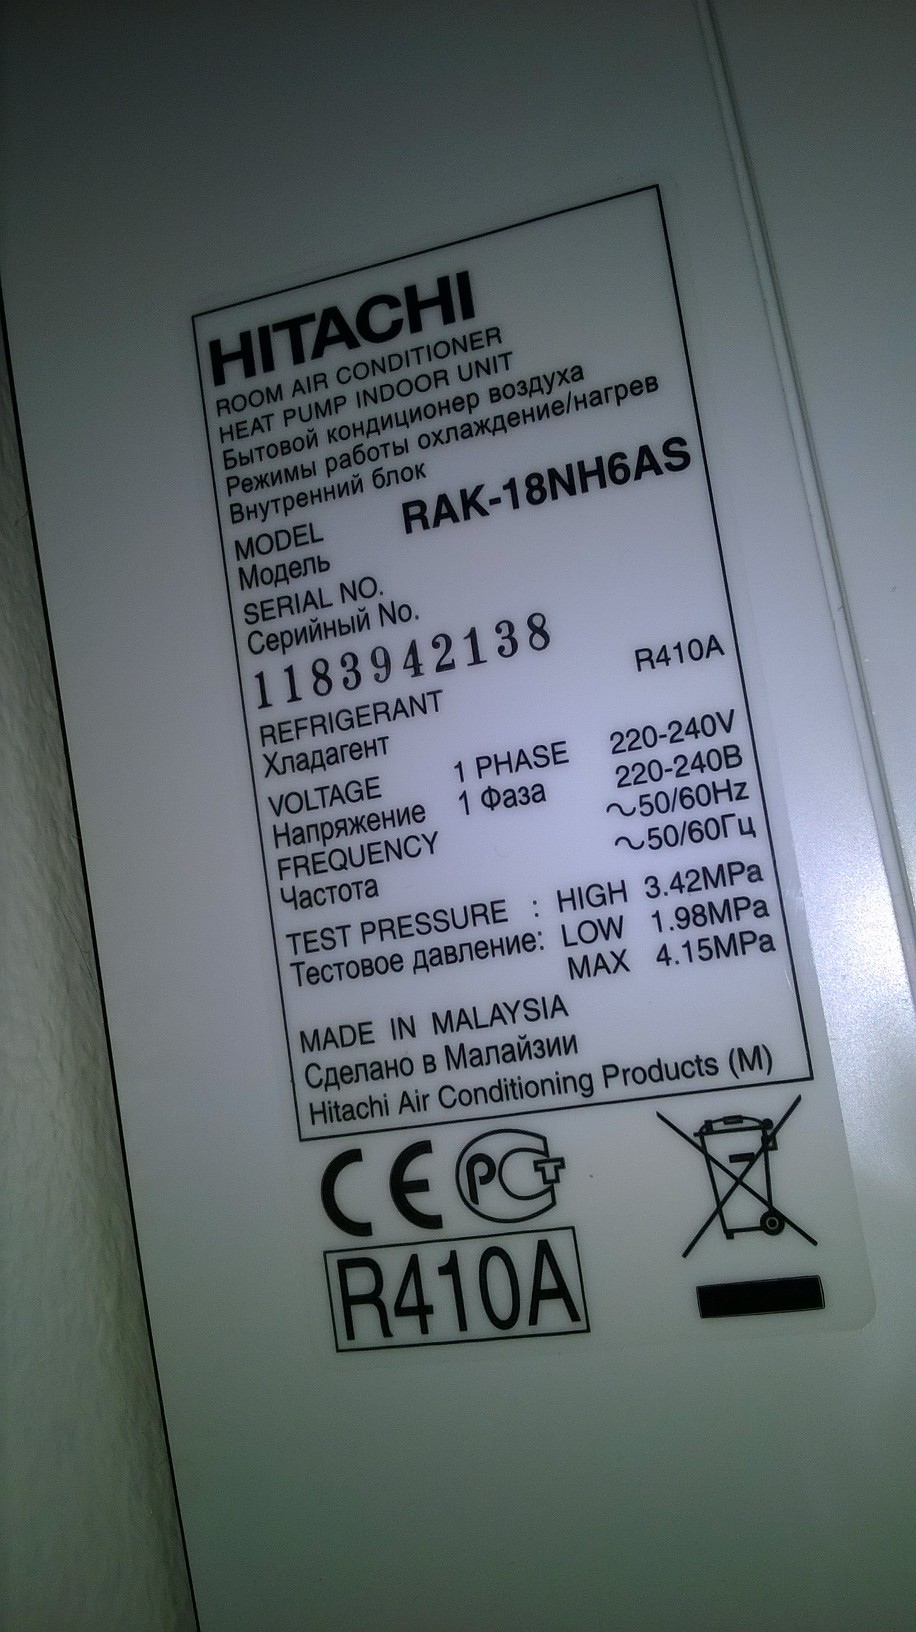 HITACHI
ROOM AIR CONDITIONER
HEAT PUMP INDOOR UNIT
Бытовой кондиционер воздуха
Режимы работы охлаждение/нагрев
Внутренний блок
MODEL RAK-18NH6AS
Модель
SERIAL NO.
Серийный No.
1183942138
REFRIGERANT R410A
Хладагент
VOLTAGE 1 PHASE 220-240V
Напряжение 1 Фаза 220-240В
FREQUENCY ~50/60Hz
Частота ~50/60Гц
TEST PRESSURE : HIGH 3.42MPa
Тестовое давление: LOW 1.98MPa
MAX 4.15MPa
MADE IN MALAYSIA
Сделано в Малайзии
Hitachi Air Conditioning Products (M)
CE РСТ
R410A